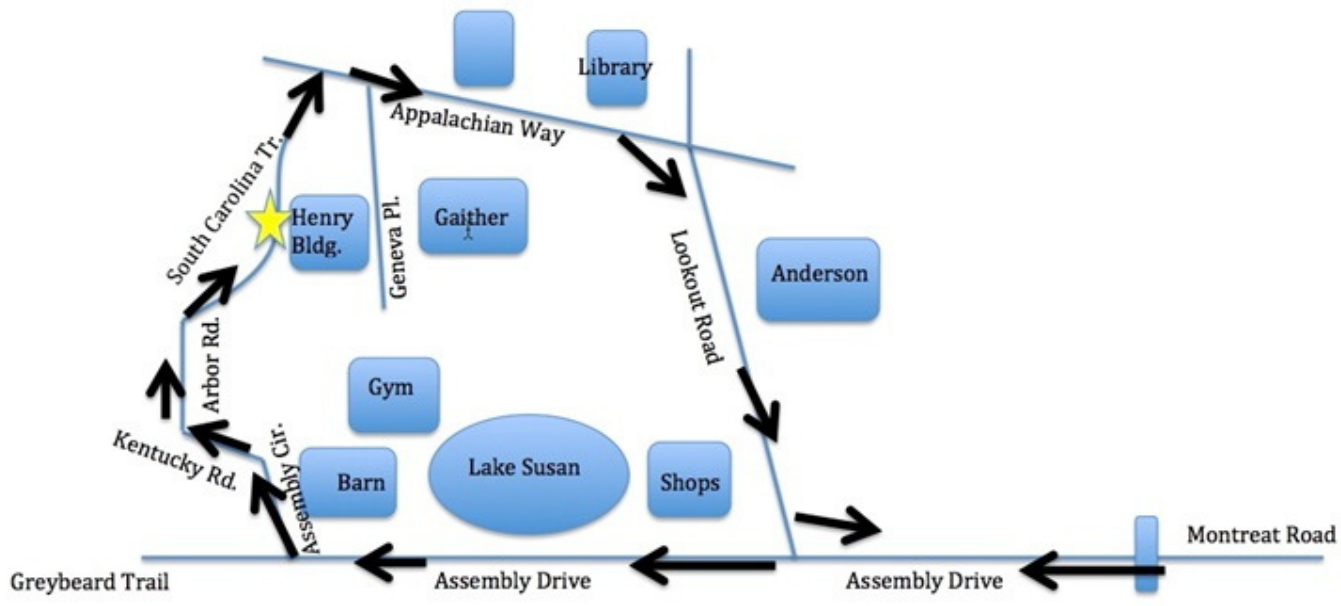 Library
Appalachian Way
South Carolina Tr.
Henry
Bldg.
Geneva Pl.
Gaither
Lookout Road
Anderson
Arbor Rd.
Gym
Kentucky Rd.
Assembly Cir.
Barn
Lake Susan
Shops
Montreat Road
Greybeard Trail
Assembly Drive
Assembly Drive